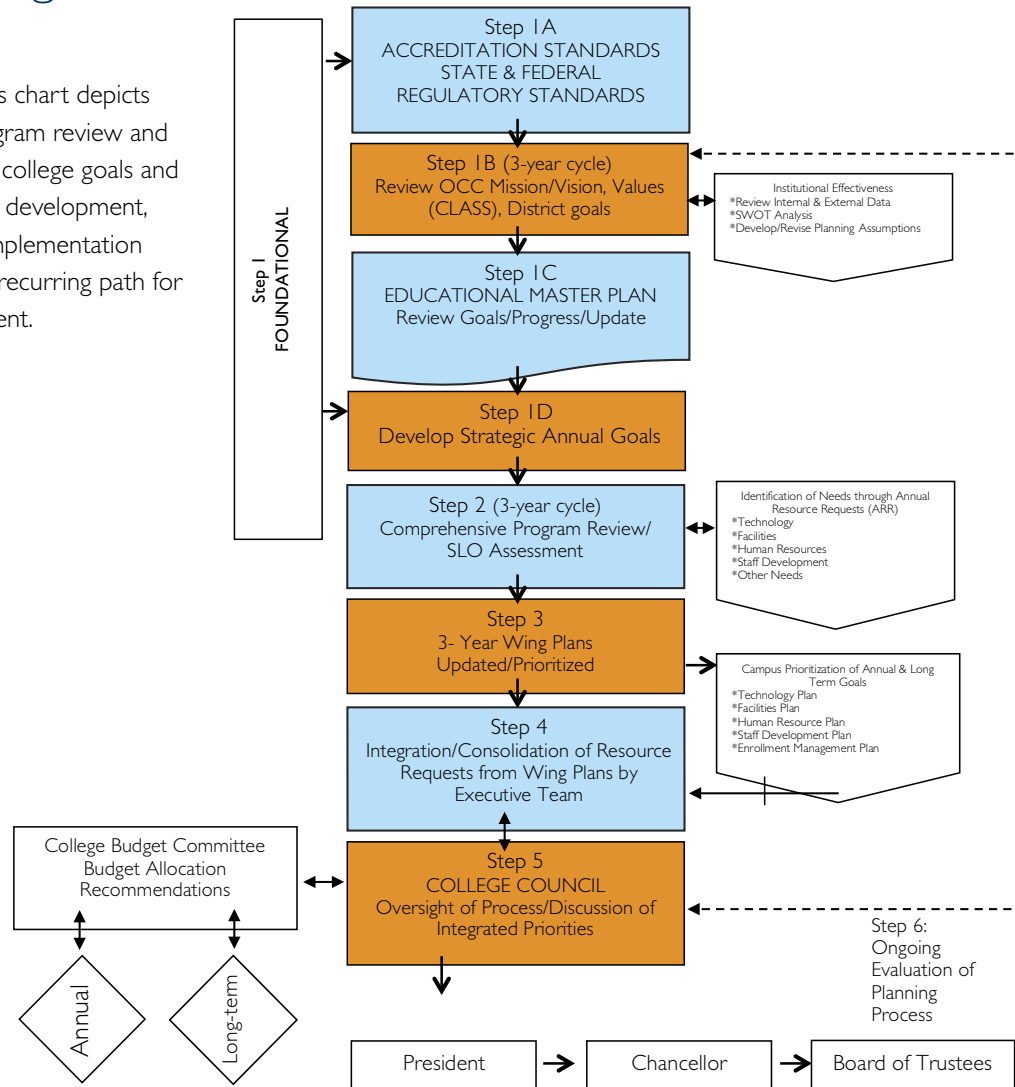 s chart depicts
gram review and
college goals and
development,
mplementation
recurring path for
ent.
Step 1
FOUNDATIONAL
Step 1A
ACCREDITATION STANDARDS
STATE & FEDERAL
REGULATORY STANDARDS
Step 1B (3-year cycle)
Review OCC Mission/Vision, Values
(CLASS), District goals
Institutional Effectiveness
*Review Internal & External Data
*SWOT Analysis
*Develop/Revise Planning Assumptions
Step 1C
EDUCATIONAL MASTER PLAN
Review Goals/Progress/Update
Step 1D
Develop Strategic Annual Goals
Step 2 (3-year cycle)
Comprehensive Program Review/
SLO Assessment
Identification of Needs through Annual
Resource Requests (ARR)
*Technology
*Facilities
*Human Resources
*Staff Development
*Other Needs
Step 3
3- Year Wing Plans
Updated/Prioritized
Campus Prioritization of Annual & Long
Term Goals
*Technology Plan
*Facilities Plan
*Human Resource Plan
*Staff Development Plan
*Enrollment Management Plan
Step 4
Integration/Consolidation of Resource
Requests from Wing Plans by
Executive Team
College Budget Committee
Budget Allocation
Recommendations
Annual
Long-term
Step 5
COLLEGE COUNCIL
Oversight of Process/Discussion of
Integrated Priorities
Step 6:
Ongoing
Evaluation of
Planning
Process
President
Chancellor
Board of Trustees